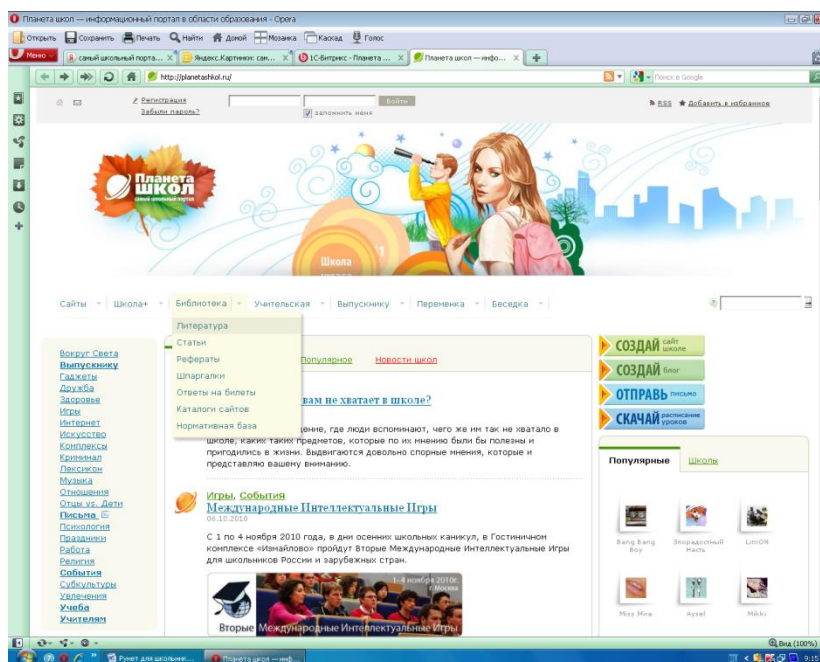 Планета школ — информационный портал в области образования - Opera
Открыть Сохранить Печать Найти Домой Мозаика Каскад Голос
Меню самый школьный порта... Яндекс.Картинки: сам... 1С-Битрикс - Планета ... Планета школ — инфо...
http://planetashkol.ru/ Поиск в Google
Регистрация Войти RSS Добавить в избранное
Забыли пароль? запомнить меня
Планета
школ
самый школьный портал
Школа
Сайты Школа+ Библиотека Учительская Выпускнику Переменка Беседка
Литература
Статьи
Рефераты
Шпаргалки
Ответы на билеты
Каталоги сайтов
Нормативная база
Вокруг Света
Выпускнику
Гаджеты
Дружба
Здоровье
Игры
Интернет
Искусство
Комплексы
Криминал
Лексикон
Музыка
Отношения
Отцы vs. Дети
Письма
Психология
Праздники
Работа
Религия
События
Субкультуры
Увлечения
Учеба
Учителям
Популярное Новости школ
вам не хватает в школе?
ение, где люди вспоминают, чего же им так не хватало в
школе, каких таких предметов, которые по их мнению были бы полезны и
пригодились в жизни. Выдвигаются довольно спорные мнения, которые и
представляю вашему вниманию.
Игры, События
Международные Интеллектуальные Игры
06.10.2010
С 1 по 4 ноября 2010 года, в дни осенних школьных каникул, в Гостиничном
комплексе «Измайлово» пройдут Вторые Международные Интеллектуальные Игры
для школьников России и зарубежных стран.
1-4 ноября 2010г.
г. Москва
Вторые Международные Интеллектуальные Игры
СОЗДАЙ сайт школе
СОЗДАЙ блог
ОТПРАВЬ письмо
СКАЧАЙ расписание уроков
Популярные Школы
Bang Bang Boy
Злорадостный Насть
LimON
Miss Mira
Aysel
Mikki
Вид (100%)
Рунет для школьник... Планета школ — инф... 9:15